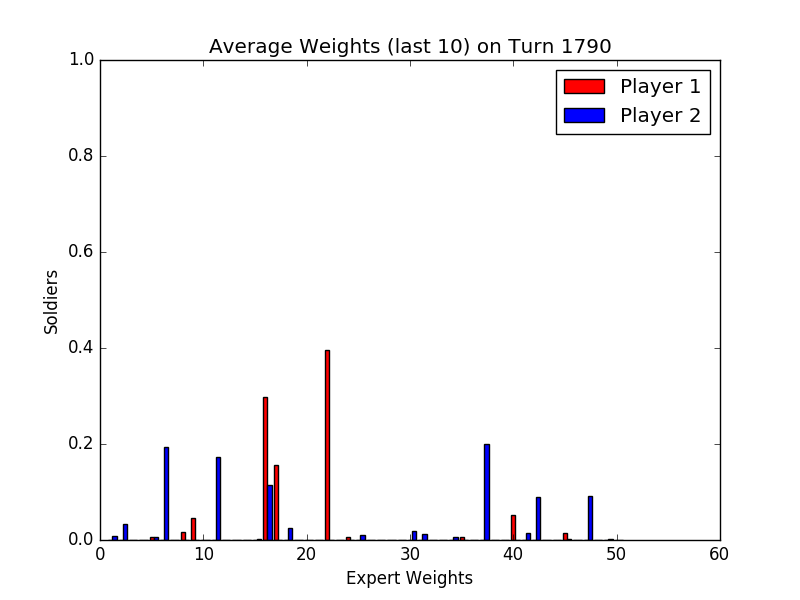 Average Weights (last 10) on Turn 1790
1.0
Player 1
Player 2
0.8
0.6
Soldiers
0.4
0.2
0.0
0 10 20 30 40 50 60
Expert Weights